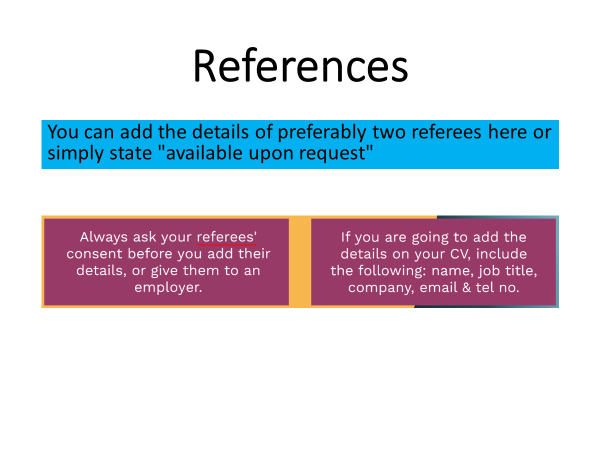 References
You can add the details of preferably two referees here or
simply state "available upon request"
Always ask your referees'
consent before you add their
details, or give them to an
employer.
If you are going to add the
details on your CV, include
the following: name, job title,
company, email & tel no.